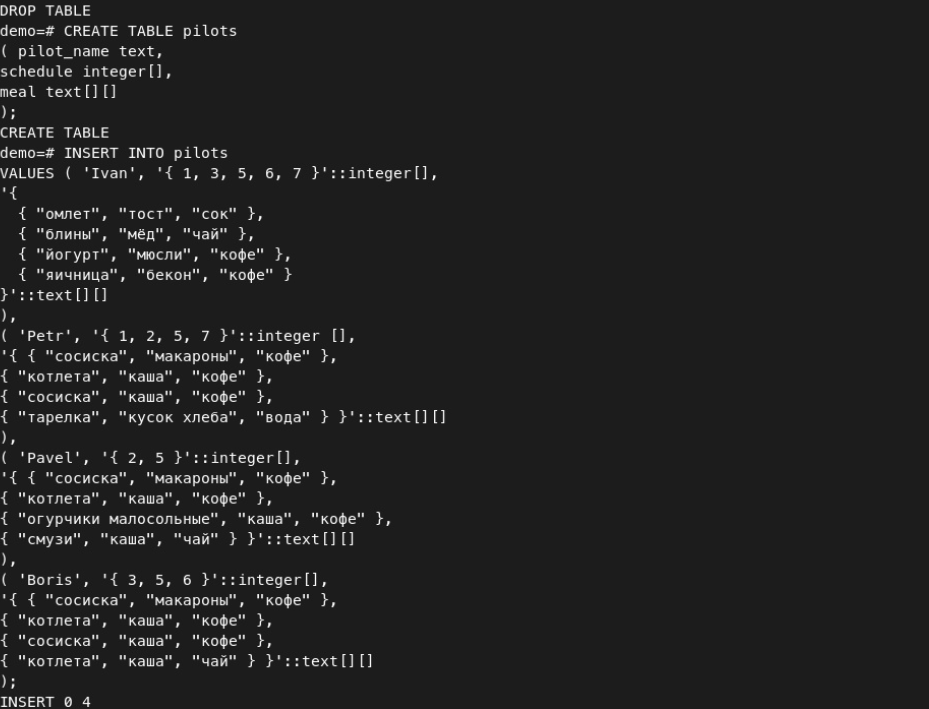 DROP TABLE
demo=# CREATE TABLE pilots
( pilot_name text,
schedule integer[],
meal text[][]
);
CREATE TABLE
demo=# INSERT INTO pilots
VALUES ( 'Ivan', '{ 1, 3, 5, 6, 7 }'::integer[],
'{
  { "омлет", "тост", "сок" },
  { "блины", "мёд", "чай" },
  { "йогурт", "мюсли", "кофе" },
  { "яичница", "бекон", "кофе" }
}'::text[][]
),
( 'Petr', '{ 1, 2, 5, 7 }'::integer [],
'{ { "сосиска", "макароны", "кофе" },
{ "котлета", "каша", "кофе" },
{ "сосиска", "каша", "кофе" },
{ "тарелка", "кусок хлеба", "вода" } }'::text[][]
),
( 'Pavel', '{ 2, 5 }'::integer[],
'{ { "сосиска", "макароны", "кофе" },
{ "котлета", "каша", "кофе" },
{ "огурчики малосольные", "каша", "кофе" },
{ "смузи", "каша", "чай" } }'::text[][]
),
( 'Boris', '{ 3, 5, 6 }'::integer[],
'{ { "сосиска", "макароны", "кофе" },
{ "котлета", "каша", "кофе" },
{ "сосиска", "каша", "кофе" },
{ "котлета", "каша", "чай" } }'::text[][]
);
INSERT 0 4